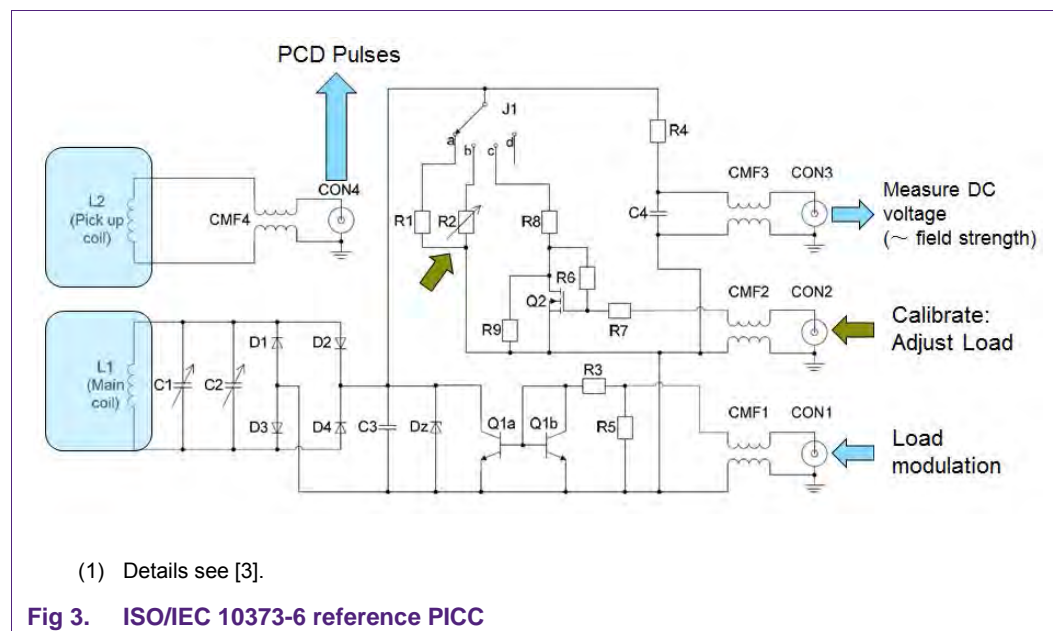 PCD Pulses
J1
a
b
c
d
R4
L2
(Pick up
coil)
CMF4
CON4
R1
R2
R8
C4
CMF3
CON3
Measure DC
voltage
(~ field strength)
R6
Q2
R7
R9
CMF2
CON2
Calibrate:
Adjust Load
L1
(Main
coil)
C1
C2
D1
D2
D3
D4
C3
Dz
Q1a
Q1b
R3
R5
CMF1
CON1
Load
modulation
(1) Details see [3].
Fig 3. ISO/IEC 10373-6 reference PICC